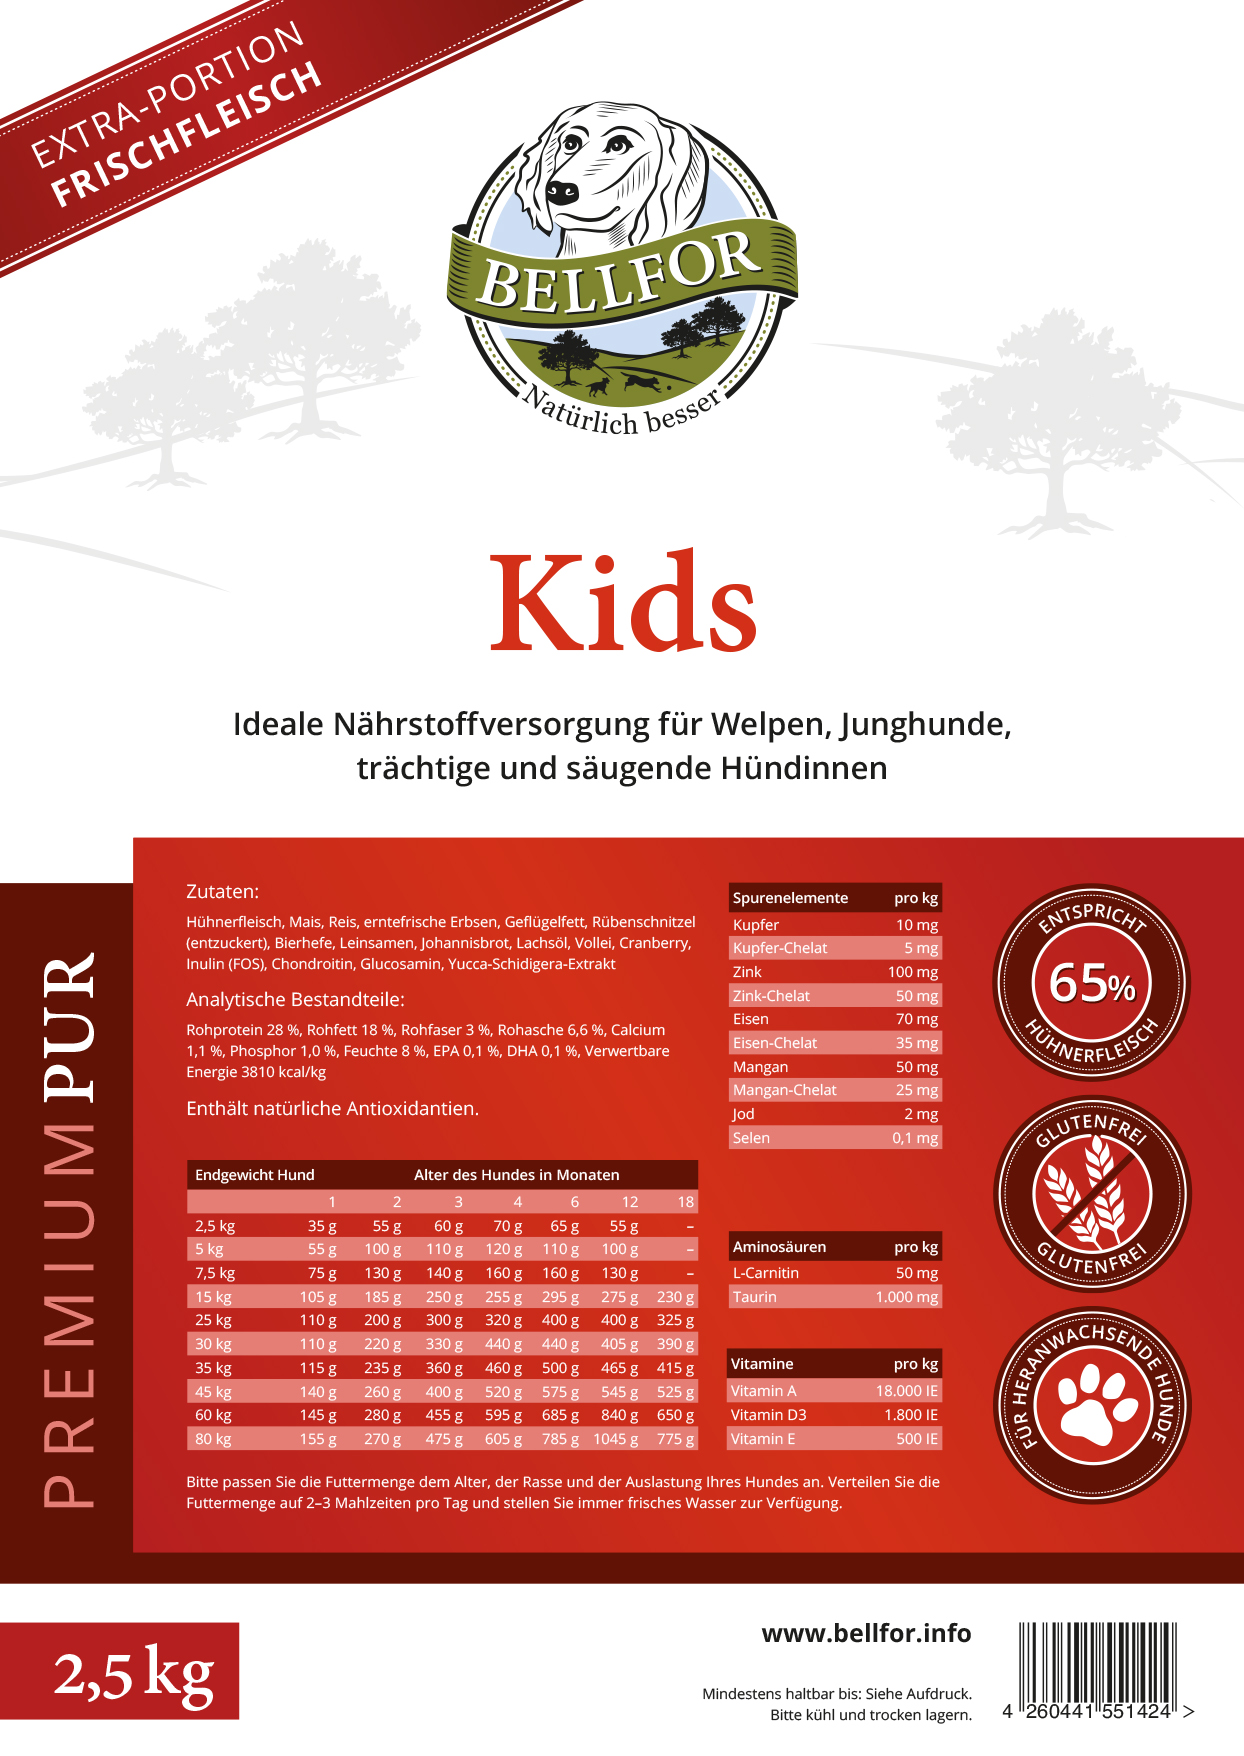 EXTRA-PORTION
FRISCHFLEISCH
BELLFOR
Natürlich besser
Kids
Ideale Nährstoffversorgung für Welpen, Junghunde,
trächtige und säugende Hündinnen
PREMIUM PUR
Zutaten:
Hühnerfleisch, Mais, Reis, erntefrische Erbsen, Geflügelfett, Rübenschnitzel
(entzuckert), Bierhefe, Leinsamen, Johannisbrot, Lachsöl, Vollei, Cranberry,
Inulin (FOS), Chondroitin, Glucosamin, Yucca-Schidigera-Extrakt
Analytische Bestandteile:
Rohprotein 28 %, Rohfett 18 %, Rohfaser 3 %, Rohasche 6,6 %, Calcium
1,1 %, Phosphor 1,0 %, Feuchte 8 %, EPA 0,1 %, DHA 0,1 %, Verwertbare
Energie 3810 kcal/kg
Enthält natürliche Antioxidantien.
Endgewicht Hund Alter des Hundes in Monaten
1 2 3 4 6 12 18
2,5 kg 35 g 55 g 60 g 70 g 65 g 55 g –
5 kg 55 g 100 g 110 g 120 g 110 g 100 g –
7,5 kg 75 g 130 g 140 g 160 g 160 g 130 g –
15 kg 105 g 185 g 250 g 255 g 295 g 275 g 230 g
25 kg 110 g 200 g 300 g 320 g 400 g 400 g 325 g
30 kg 110 g 220 g 330 g 440 g 440 g 405 g 390 g
35 kg 115 g 235 g 360 g 460 g 500 g 465 g 415 g
45 kg 140 g 260 g 400 g 520 g 575 g 545 g 525 g
60 kg 145 g 280 g 455 g 595 g 685 g 840 g 650 g
80 kg 155 g 270 g 475 g 605 g 785 g 1045 g 775 g
Bitte passen Sie die Futtermenge dem Alter, der Rasse und der Auslastung Ihres Hundes an. Verteilen Sie die
Futtermenge auf 2–3 Mahlzeiten pro Tag und stellen Sie immer frisches Wasser zur Verfügung.
Spurenelemente pro kg
Kupfer 10 mg
Kupfer-Chelat 5 mg
Zink 100 mg
Zink-Chelat 50 mg
Eisen 70 mg
Eisen-Chelat 35 mg
Mangan 50 mg
Mangan-Chelat 25 mg
Jod 2 mg
Selen 0,1 mg
Aminosäuren pro kg
L-Carnitin 50 mg
Taurin 1.000 mg
Vitamine pro kg
Vitamin A 18.000 IE
Vitamin D3 1.800 IE
Vitamin E 500 IE
ENTSPRICHT
65%
HÜHNERFLEISCH
GLUTENFREI
GLUTENFREI
FÜR HERANWACHSENDE HUNDE
2,5 kg
www.bellfor.info
Mindestens haltbar bis: Siehe Aufdruck.
Bitte kühl und trocken lagern.
4 260441 551424 >